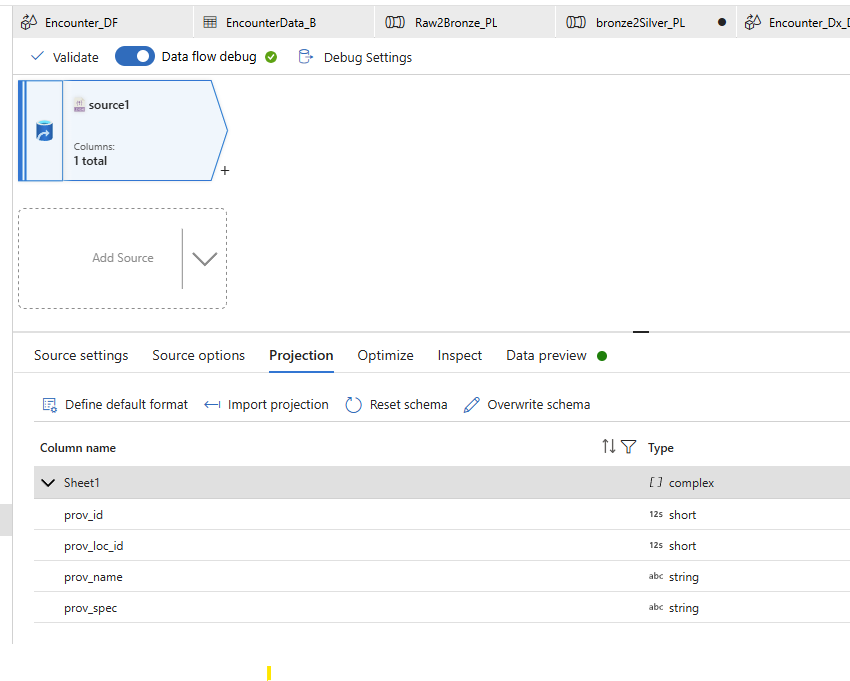 Encounter_DF EncounterData_B Raw2Bronze_PL bronze2Silver_PL Encounter_Dx_D
Validate Data flow debug Debug Settings
source1
Columns:
1 total
+
Add Source
Source settings Source options Projection Optimize Inspect Data preview
Define default format Import projection Reset schema Overwrite schema
Column name Type
Sheet1 [ ] complex
prov_id 12s short
prov_loc_id 12s short
prov_name abc string
prov_spec abc string